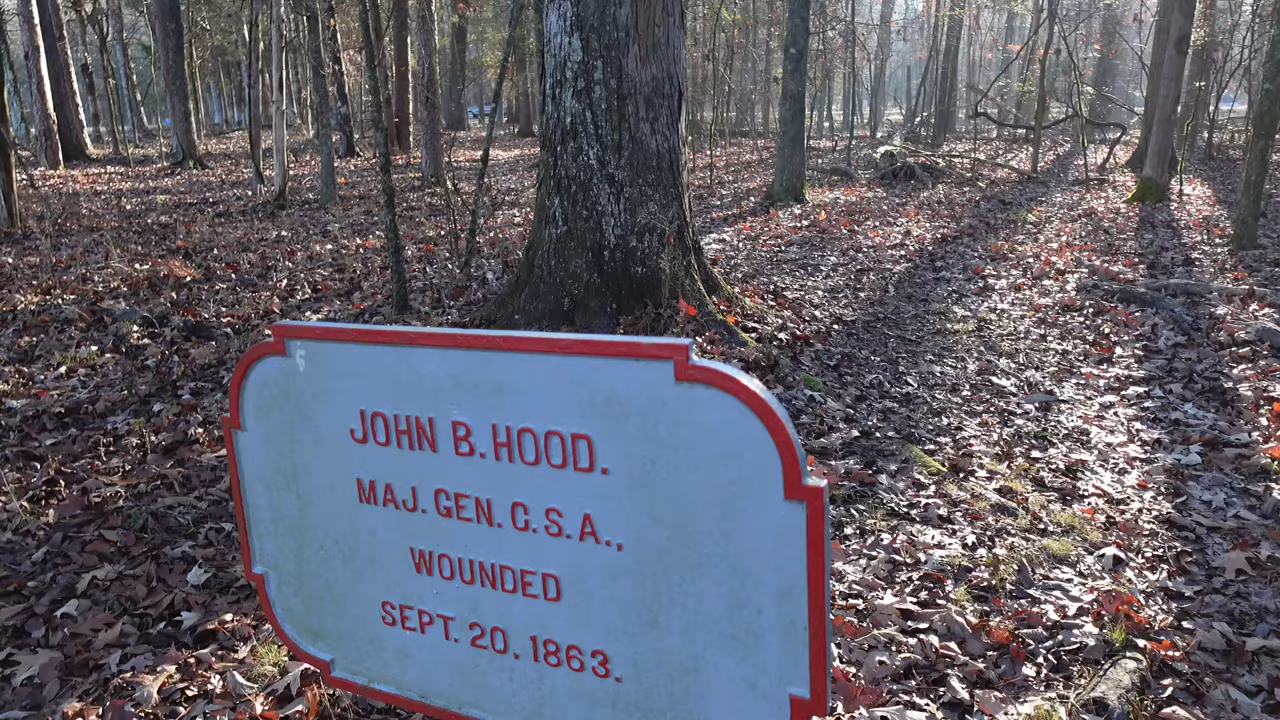 JOHN B. HOOD.
MAJ. GEN. C. S. A.,
WOUNDED
SEPT. 20. 1863.